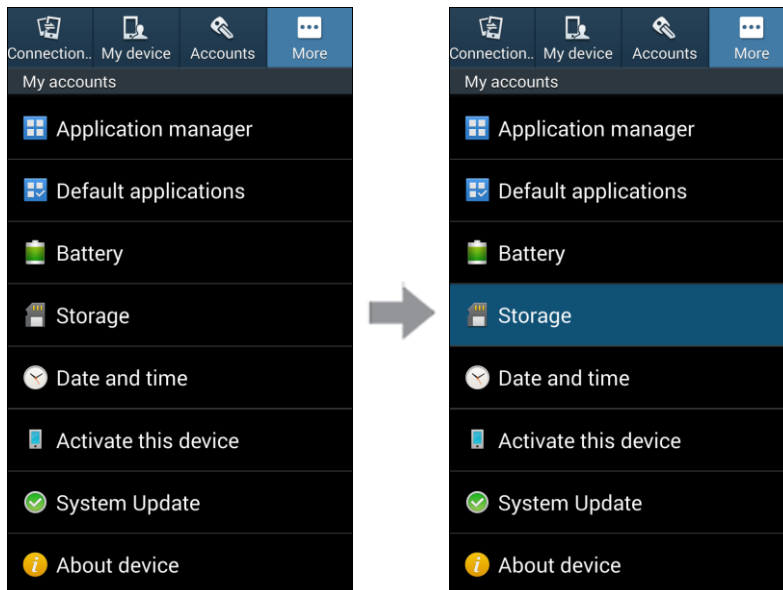 Connection.. My device Accounts More
My accounts
Application manager
Default applications
Battery
Storage
Date and time
Activate this device
System Update
About device
Connection.. My device Accounts More
My accounts
Application manager
Default applications
Battery
Storage
Date and time
Activate this device
System Update
About device